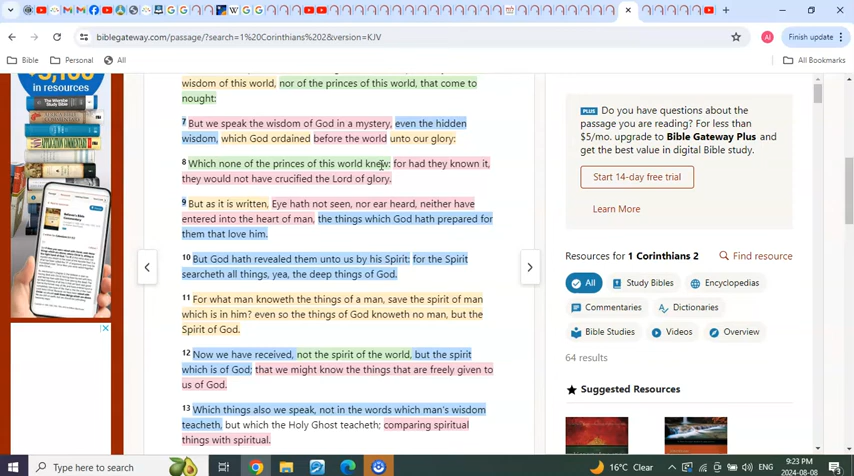 Finish update
biblegateway.com/passage/?search=1%20Corinthians%202&version=KJV
AI
Bible
Personal
All
All Bookmarks
in resources
wisdom of this world, nor of the princes of this world, that come to
nought:
7 But we speak the wisdom of God in a mystery, even the hidden
wisdom, which God ordained before the world unto our glory:
8 Which none of the princes of this world knew: for had they known it,
they would not have crucified the Lord of glory.
9 But as it is written, Eye hath not seen, nor ear heard, neither have
entered into the heart of man, the things which God hath prepared for
them that love him.
10 But God hath revealed them unto us by his Spirit: for the Spirit
searcheth all things, yea, the deep things of God.
11 For what man knoweth the things of a man, save the spirit of man
which is in him? even so the things of God knoweth no man, but the
Spirit of God.
12 Now we have received, not the spirit of the world, but the spirit
which is of God; that we might know the things that are freely given to
us of God.
13 Which things also we speak, not in the words which man's wisdom
teacheth, but which the Holy Ghost teacheth; comparing spiritual
things with spiritual.
PLUS Do you have questions about the
passage you are reading? For less than
$5/mo. upgrade to Bible Gateway Plus and
get the best value in digital Bible study.
Start 14-day free trial
Learn More
Resources for 1 Corinthians 2
Find resource
All
Study Bibles
Encyclopedias
Commentaries
Dictionaries
Bible Studies
Videos
Overview
64 results
Suggested Resources
Type here to search
16°C Clear
ENG
9:23 PM
2024-08-08